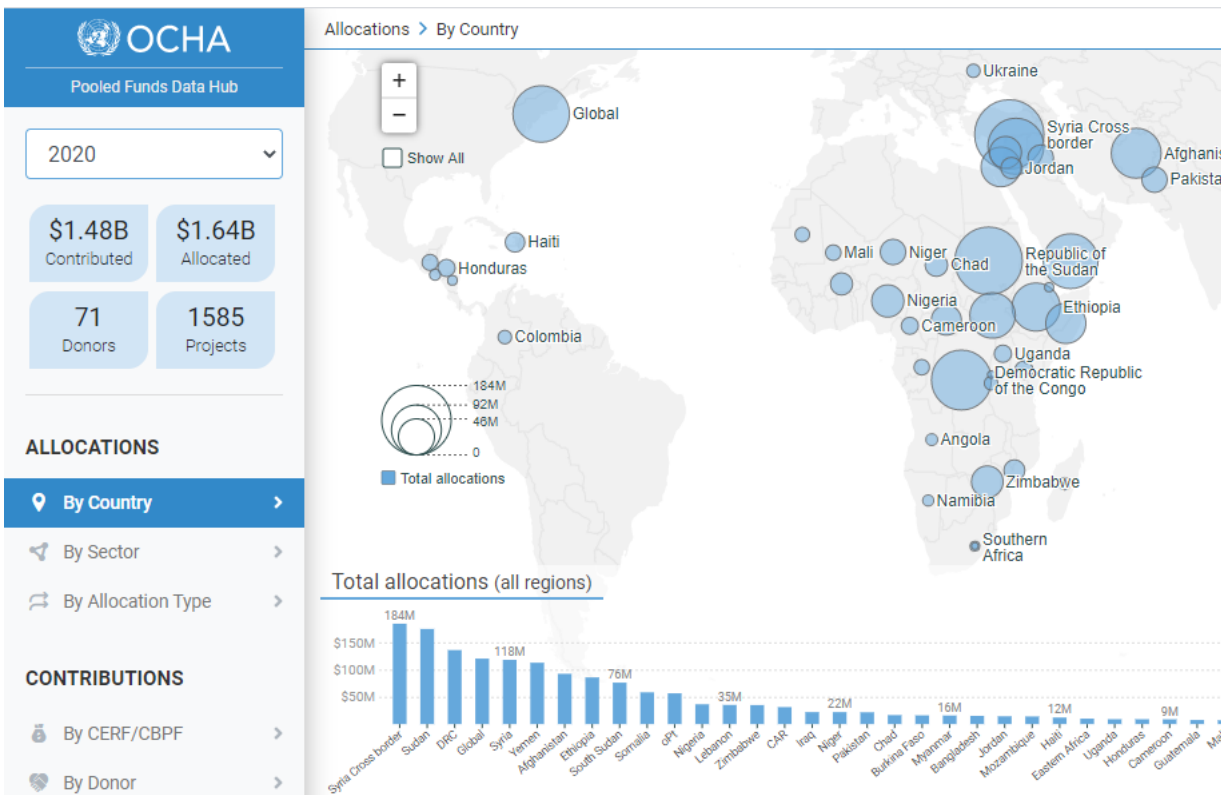 OCHA
Pooled Funds Data Hub
2020
$1.48B
Contributed
$1.64B
Allocated
71
Donors
1585
Projects
ALLOCATIONS
By Country
By Sector
By Allocation Type
CONTRIBUTIONS
By CERF/CBPF
By Donor
Allocations > By Country
+
−
Show All
Global
Haiti
Honduras
Colombia
Ukraine
Syria Cross
border
Jordan
Afghanis
Pakista
Mali
Niger
Chad
Republic of
the Sudan
Nigeria
Cameroon
Ethiopia
Uganda
Democratic Republic
of the Congo
Angola
Zimbabwe
Namibia
Southern
Africa
184M
92M
46M
0
Total allocations
Total allocations (all regions)
$150M
$100M
$50M
184M
118M
76M
35M
22M
16M
12M
9M
Syria Cross border
Sudan
DRC
Global
Syria
Yemen
Afghanistan
Ethiopia
South Sudan
Somalia
oPt
Nigeria
Lebanon
Zimbabwe
CAR
Iraq
Niger
Pakistan
Chad
Burkina Faso
Myanmar
Bangladesh
Jordan
Mozambique
Haiti
Eastern Africa
Uganda
Honduras
Cameroon
Guatemala